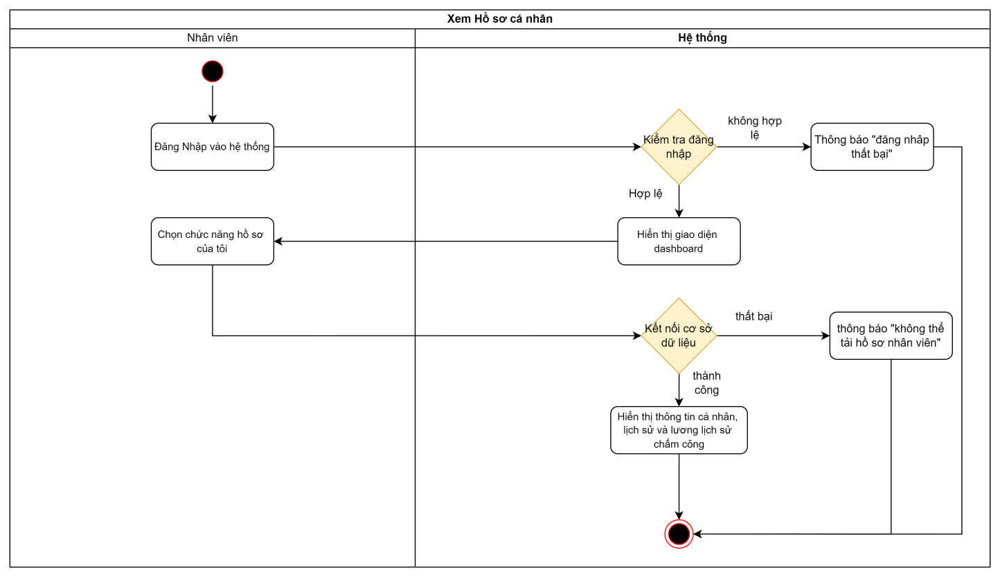 Xem Hồ sơ cá nhân
Nhân viên
Hệ thống
Đăng Nhập vào hệ thống
Kiểm tra đăng
nhập
không hợp
lệ
Thông báo "đăng nhâp
thất bại"
Hợp lệ
Chọn chức năng hồ sơ
của tôi
Hiển thị giao diện
dashboard
Kết nối cơ sở
dữ liệu
thất bại
thông báo "không thể
tải hồ sơ nhân viên"
thành
công
Hiển thị thông tin cá nhân,
lịch sử và lương lịch sử
chấm công